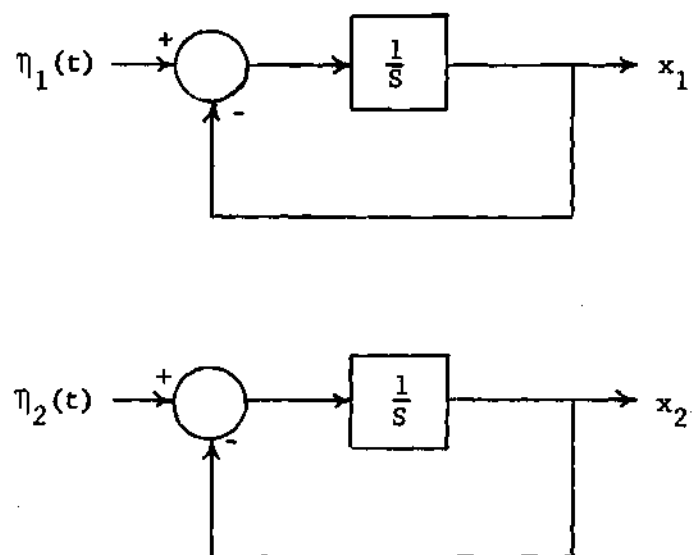 η₁(t) + - 1/S x₁
η₂(t) + - 1/S x₂